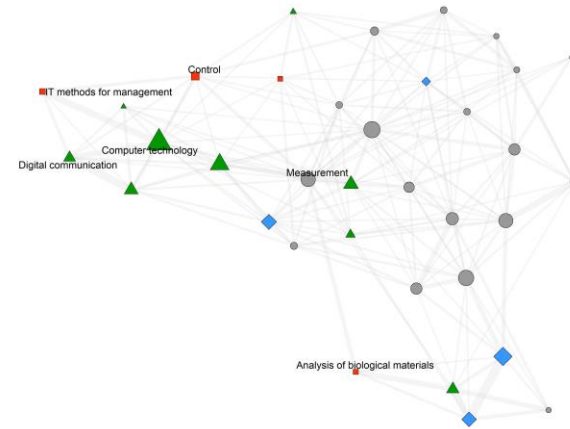 Control
IT methods for management
Computer technology
Digital communication
Measurement
Analysis of biological materials